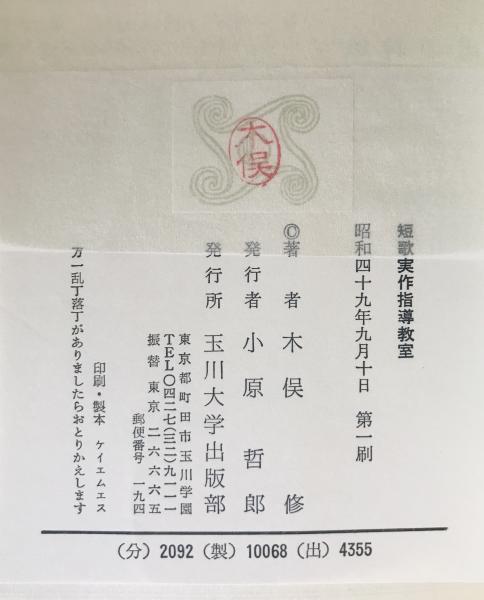 木俣
短歌実作指導教室
昭和四十九年九月十日 第一刷
©著者 木俣修
発行者 小原哲郎
発行所 玉川大学出版部
東京都町田市玉川学園
TEL〇四二七(三二)九一一一
振替東京二六六六五
郵便番号 一九四
印刷・製本 ケイエムエス
万一乱丁落丁がありましたらおとりかえします
(分) 2092 (製) 10068 (出) 4355